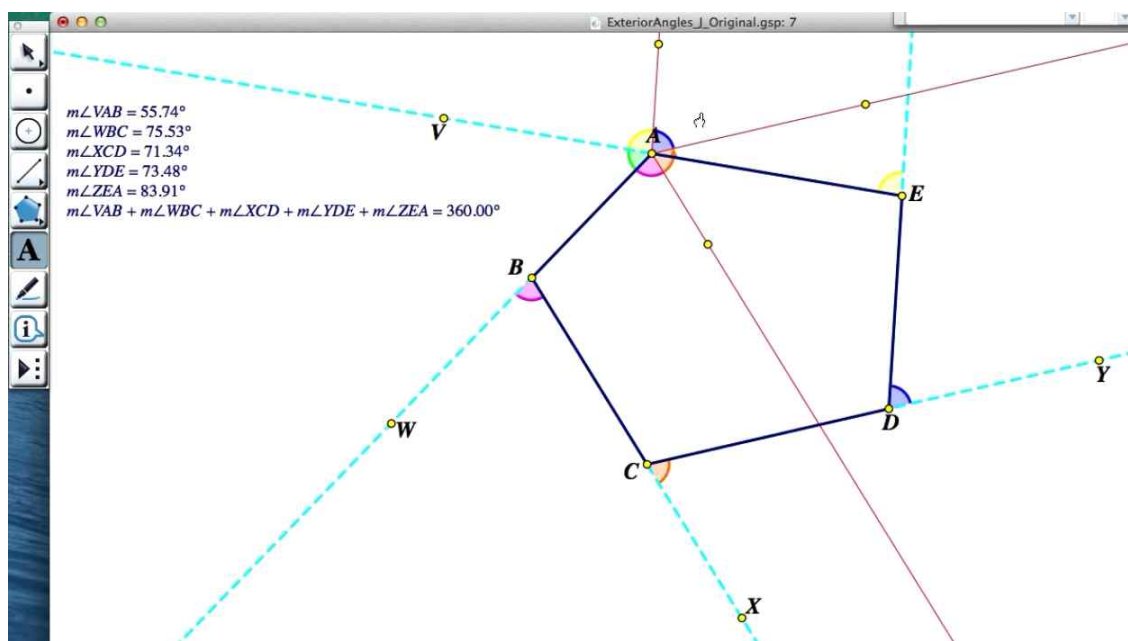 ExteriorAngles_J_Original.gsp: 7
m∠VAB = 55.74°
m∠WBC = 75.53°
m∠XCD = 71.34°
m∠YDE = 73.48°
m∠ZEA = 83.91°
m∠VAB + m∠WBC + m∠XCD + m∠YDE + m∠ZEA = 360.00°
V
A
E
B
Y
W
D
C
X
A
i